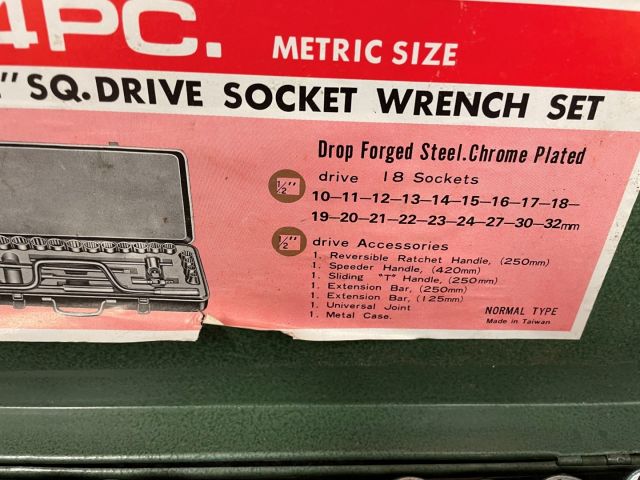 4PC. METRIC SIZE
" SQ.DRIVE SOCKET WRENCH SET
Drop Forged Steel.Chrome Plated
1/2" drive 18 Sockets
10—11—12—13—14—15—16—17—18—
19—20—21—22—23—24—27—30—32mm
1/2" drive Accessories
1. Reversible Ratchet Handle, (250mm)
1. Speeder Handle, (420mm)
1. Sliding "T" Handle, (250mm)
1. Extension Bar, (250mm)
1. Extension Bar, (125mm)
1. Universal Joint
1. Metal Case.
NORMAL TYPE
Made in Taiwan